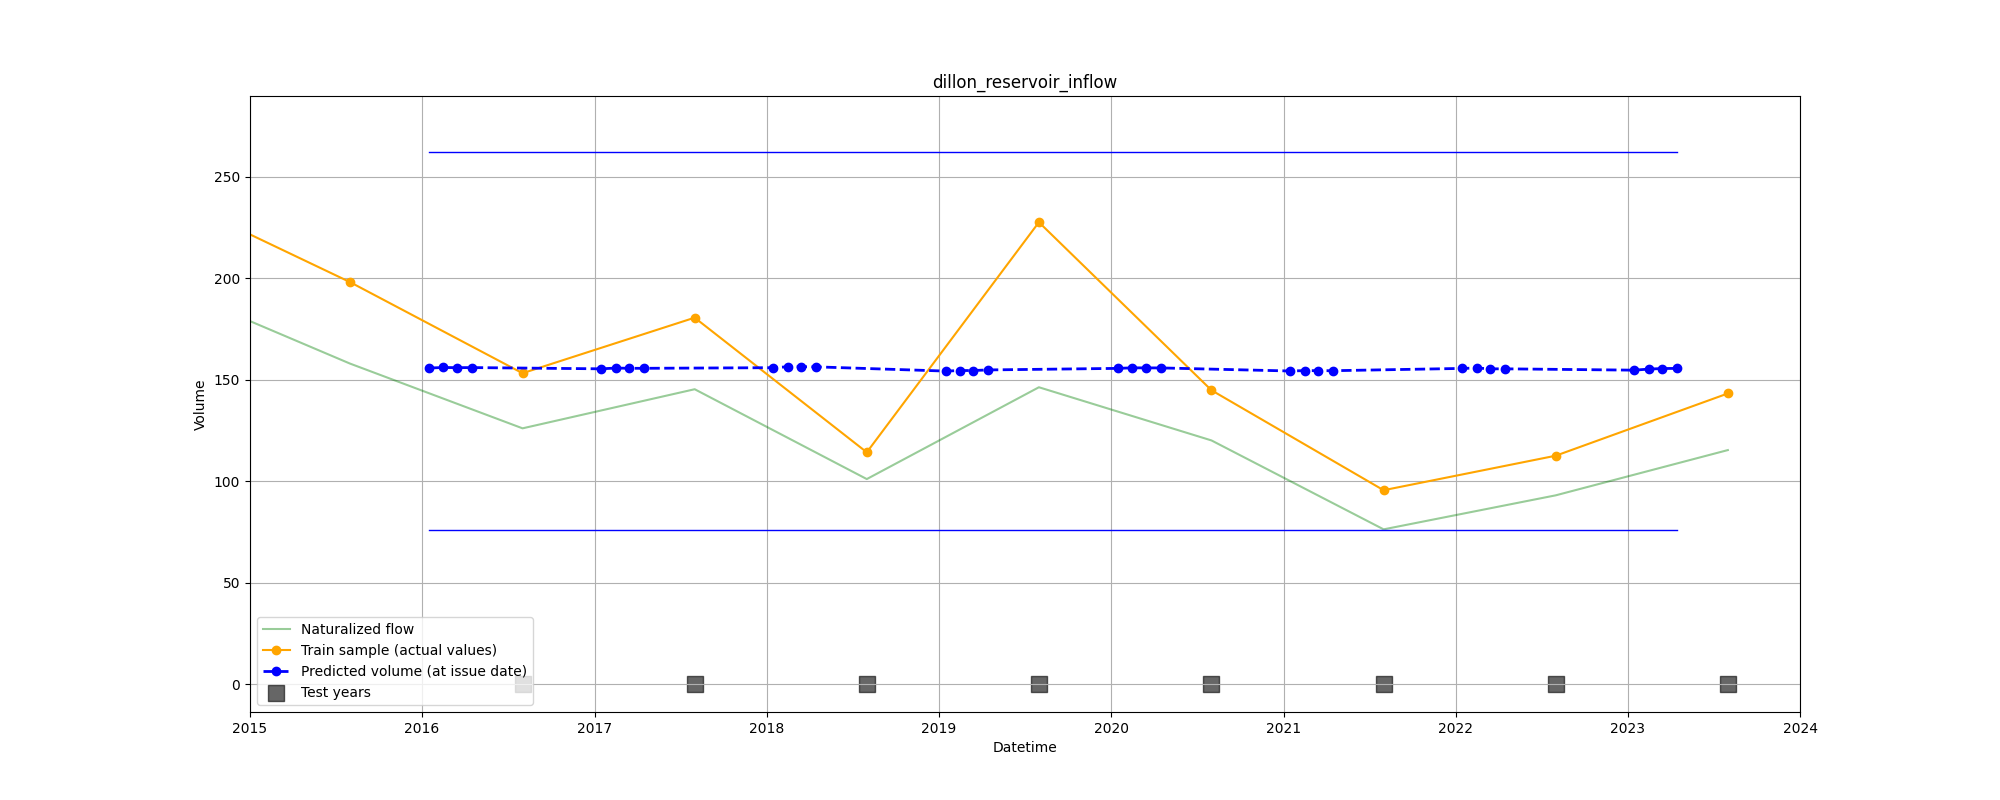 dillon_reservoir_inflow
Volume
250
200
150
100
50
0
Naturalized flow
Train sample (actual values)
Predicted volume (at issue date)
Test years
2015 2016 2017 2018 2019 2020 2021 2022 2023 2024
Datetime